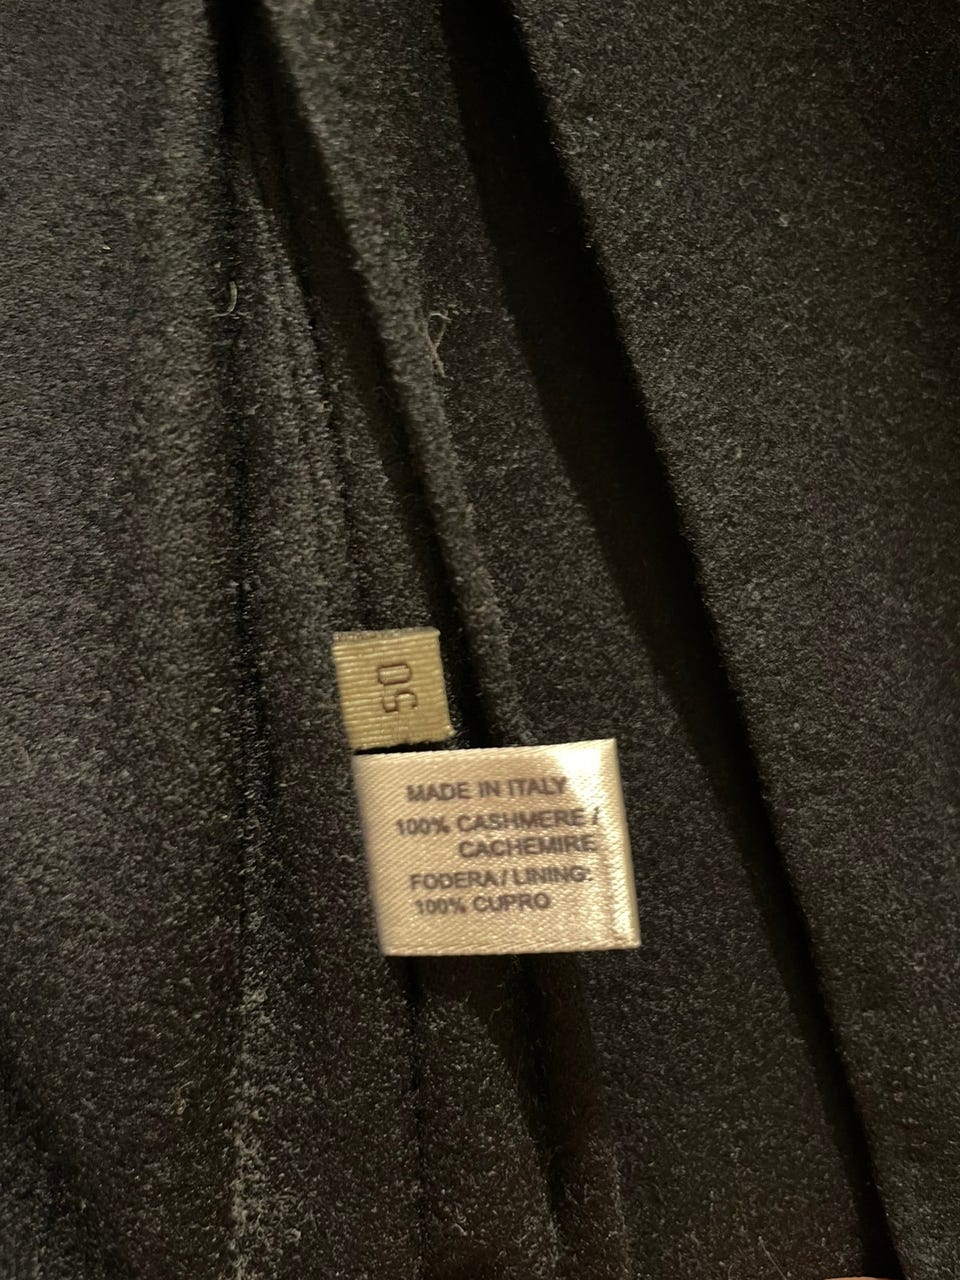 50
MADE IN ITALY
100% CASHMERE /
CACHEMIRE
FODERA / LINING:
100% CUPRO